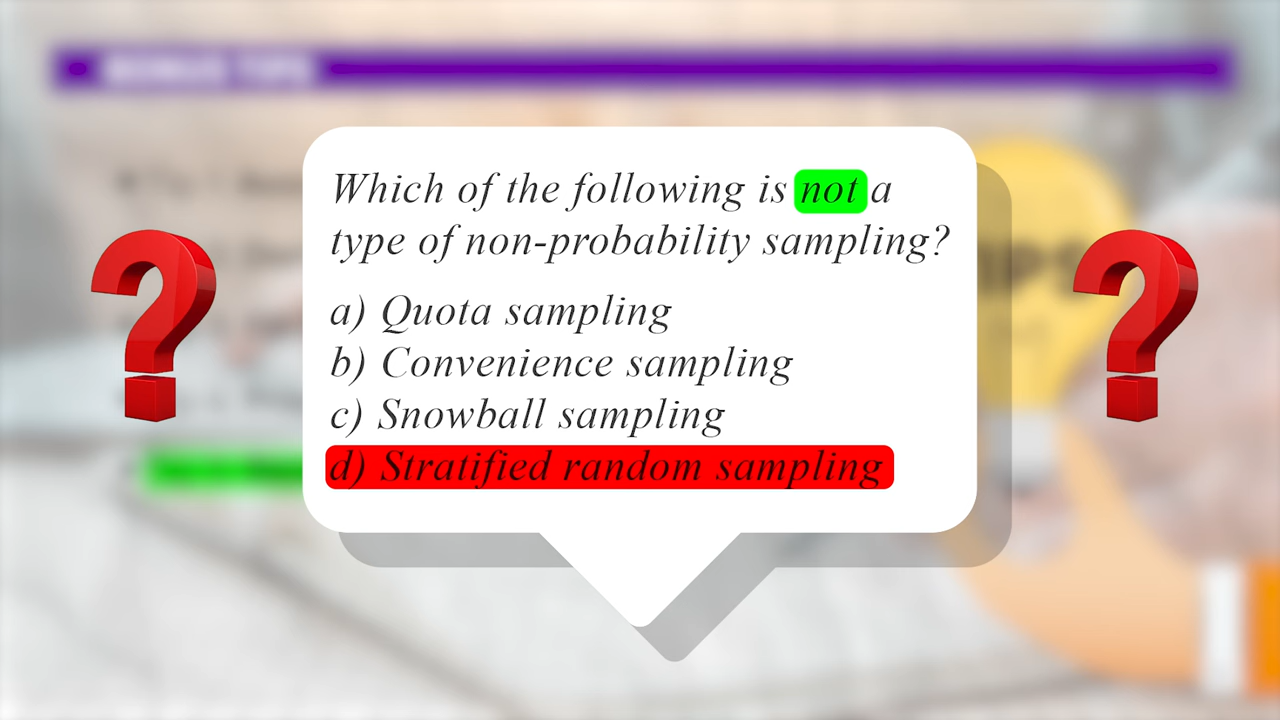 Which of the following is not a
type of non-probability sampling?
a) Quota sampling
b) Convenience sampling
c) Snowball sampling
d) Stratified random sampling